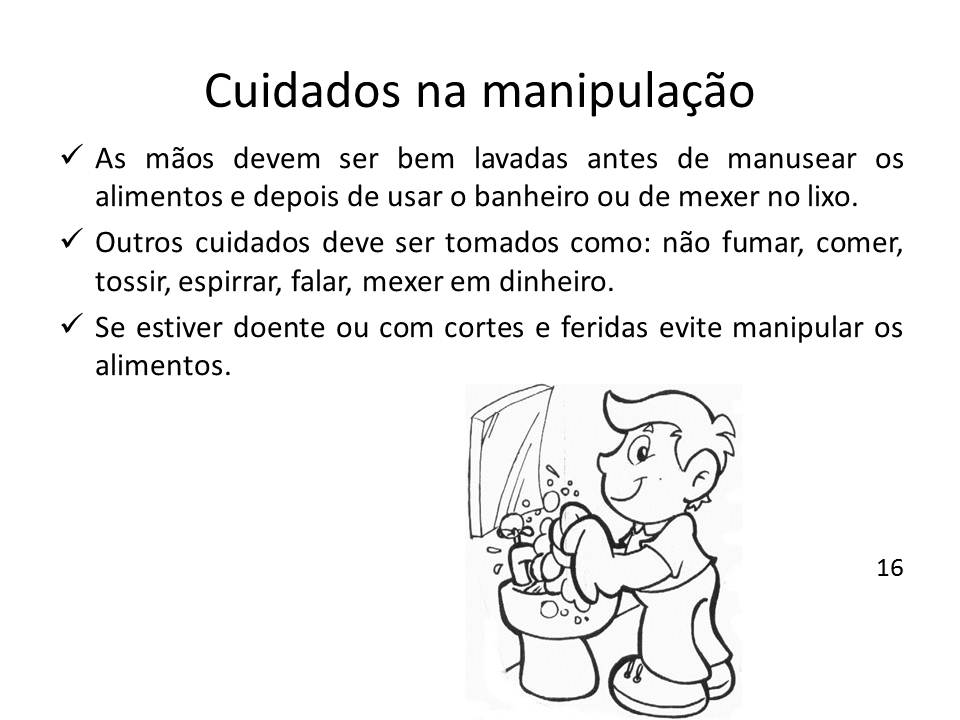 Cuidados na manipulação
✓ As mãos devem ser bem lavadas antes de manusear os
alimentos e depois de usar o banheiro ou de mexer no lixo.
✓ Outros cuidados deve ser tomados como: não fumar, comer,
tossir, espirrar, falar, mexer em dinheiro.
✓ Se estiver doente ou com cortes e feridas evite manipular os
alimentos.
16